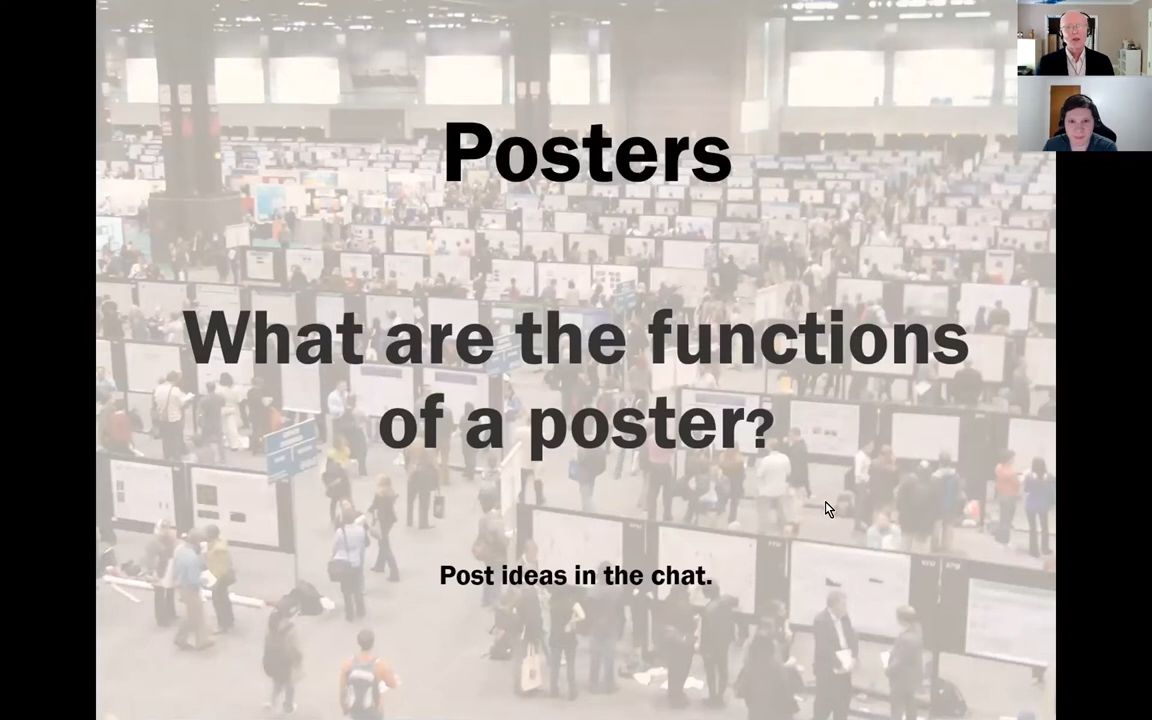 Posters
What are the functions
of a poster?
Post ideas in the chat.